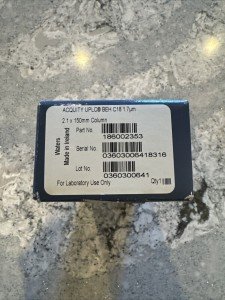 ACQUITY UPLC® BEH C18 1.7µm
2.1 x 150mm Column
Part No.
186002353
Serial No.
03603006418316
Lot No
0360300641
For Laboratory Use Only
Qty 1
Waters
Made in Ireland